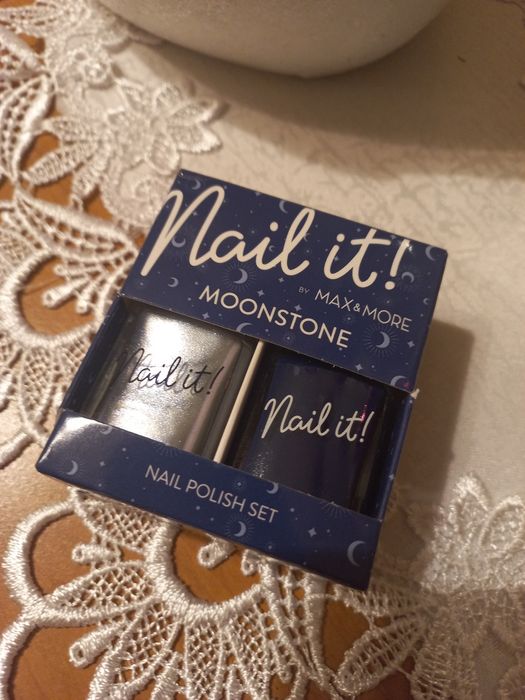 Nail it!
BY MAX & MORE
MOONSTONE
Nail it!
Nail it!
NAIL POLISH SET